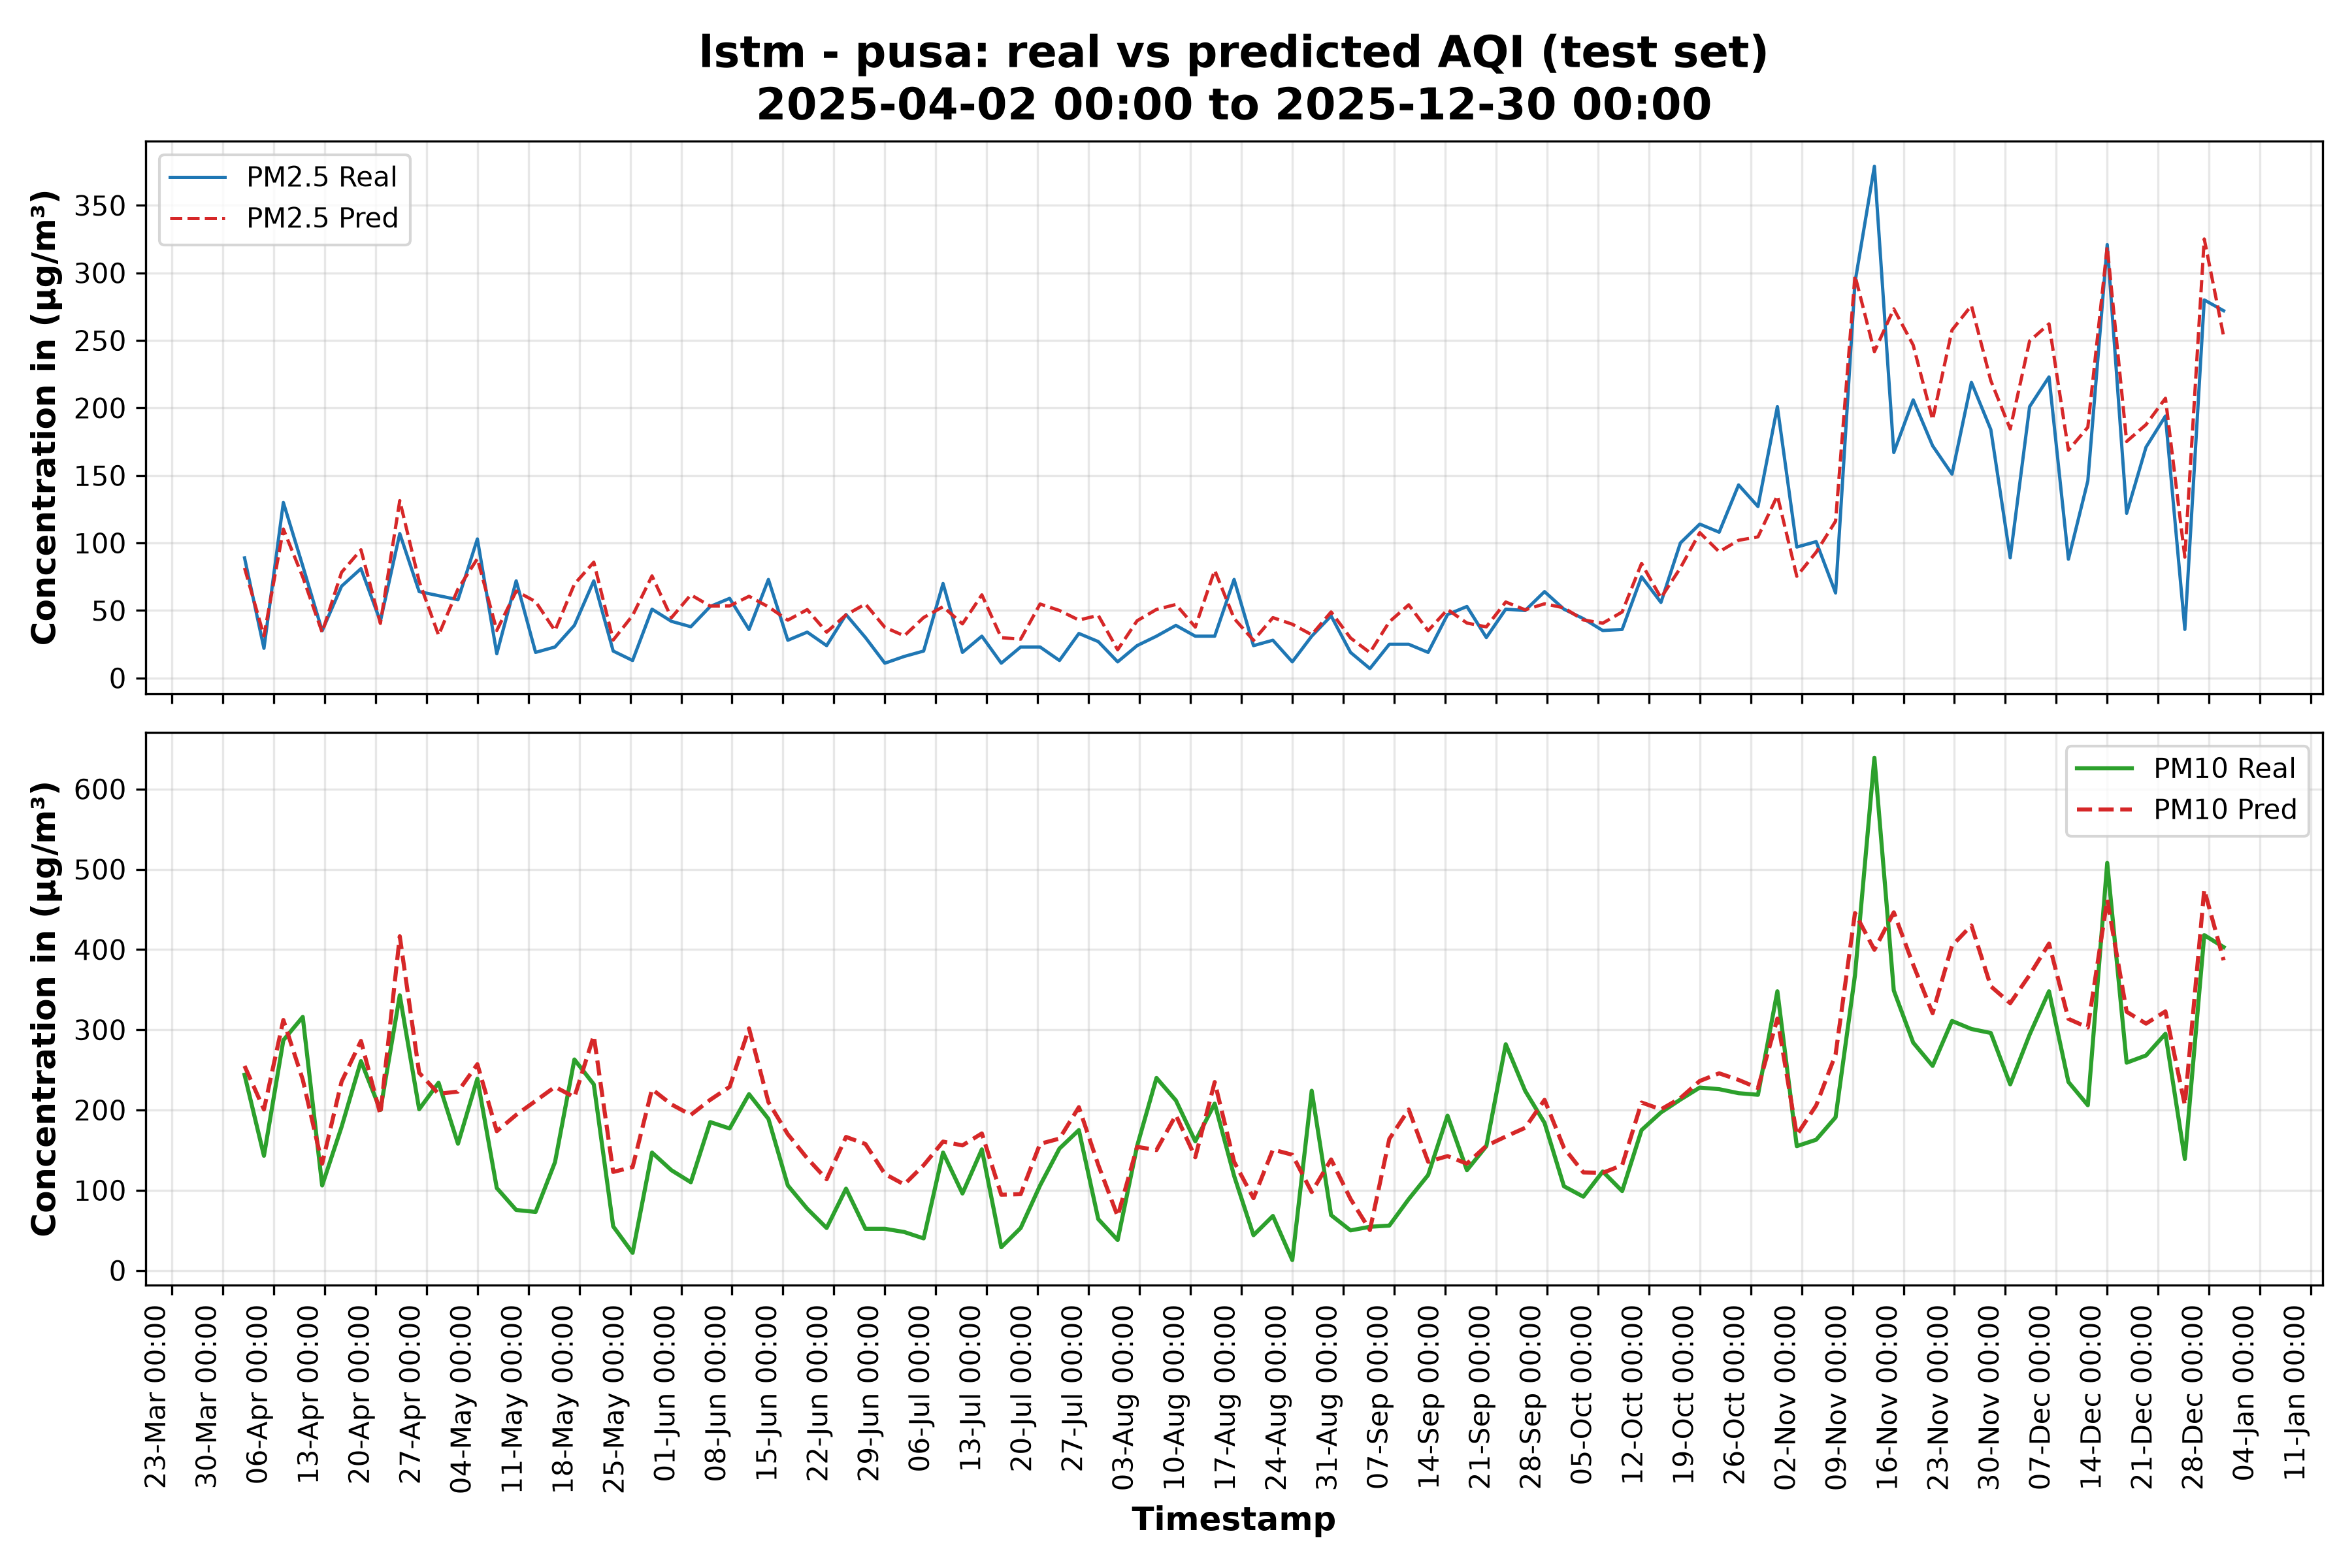 lstm - pusa: real vs predicted AQI (test set)
2025-04-02 00:00 to 2025-12-30 00:00
Concentration in (µg/m³)
350
300
250
200
150
100
50
0
PM2.5 Real
PM2.5 Pred
Concentration in (µg/m³)
600
500
400
300
200
100
0
PM10 Real
PM10 Pred
23-Mar 00:00
30-Mar 00:00
06-Apr 00:00
13-Apr 00:00
20-Apr 00:00
27-Apr 00:00
04-May 00:00
11-May 00:00
18-May 00:00
25-May 00:00
01-Jun 00:00
08-Jun 00:00
15-Jun 00:00
22-Jun 00:00
29-Jun 00:00
06-Jul 00:00
13-Jul 00:00
20-Jul 00:00
27-Jul 00:00
03-Aug 00:00
10-Aug 00:00
17-Aug 00:00
24-Aug 00:00
31-Aug 00:00
07-Sep 00:00
14-Sep 00:00
21-Sep 00:00
28-Sep 00:00
05-Oct 00:00
12-Oct 00:00
19-Oct 00:00
26-Oct 00:00
02-Nov 00:00
09-Nov 00:00
16-Nov 00:00
23-Nov 00:00
30-Nov 00:00
07-Dec 00:00
14-Dec 00:00
21-Dec 00:00
28-Dec 00:00
04-Jan 00:00
11-Jan 00:00
Timestamp